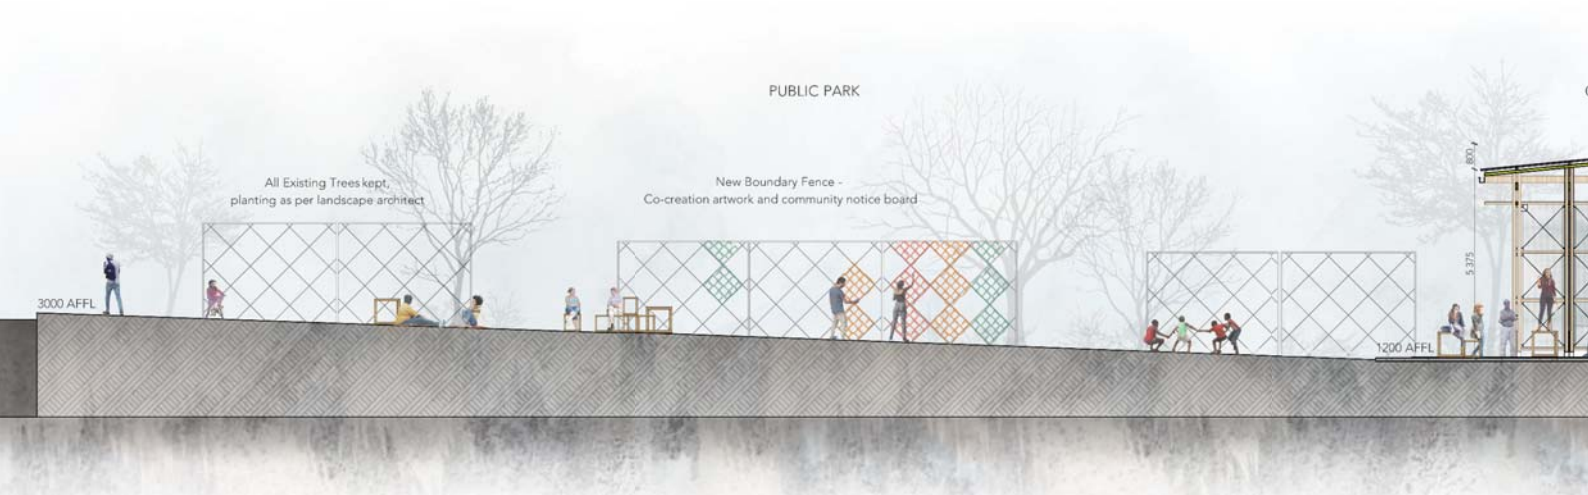 PUBLIC PARK
All Existing Trees kept,
planting as per landscape architect
New Boundary Fence -
Co-creation artwork and community notice board
800
5 375
3000 AFFL
1200 AFFL